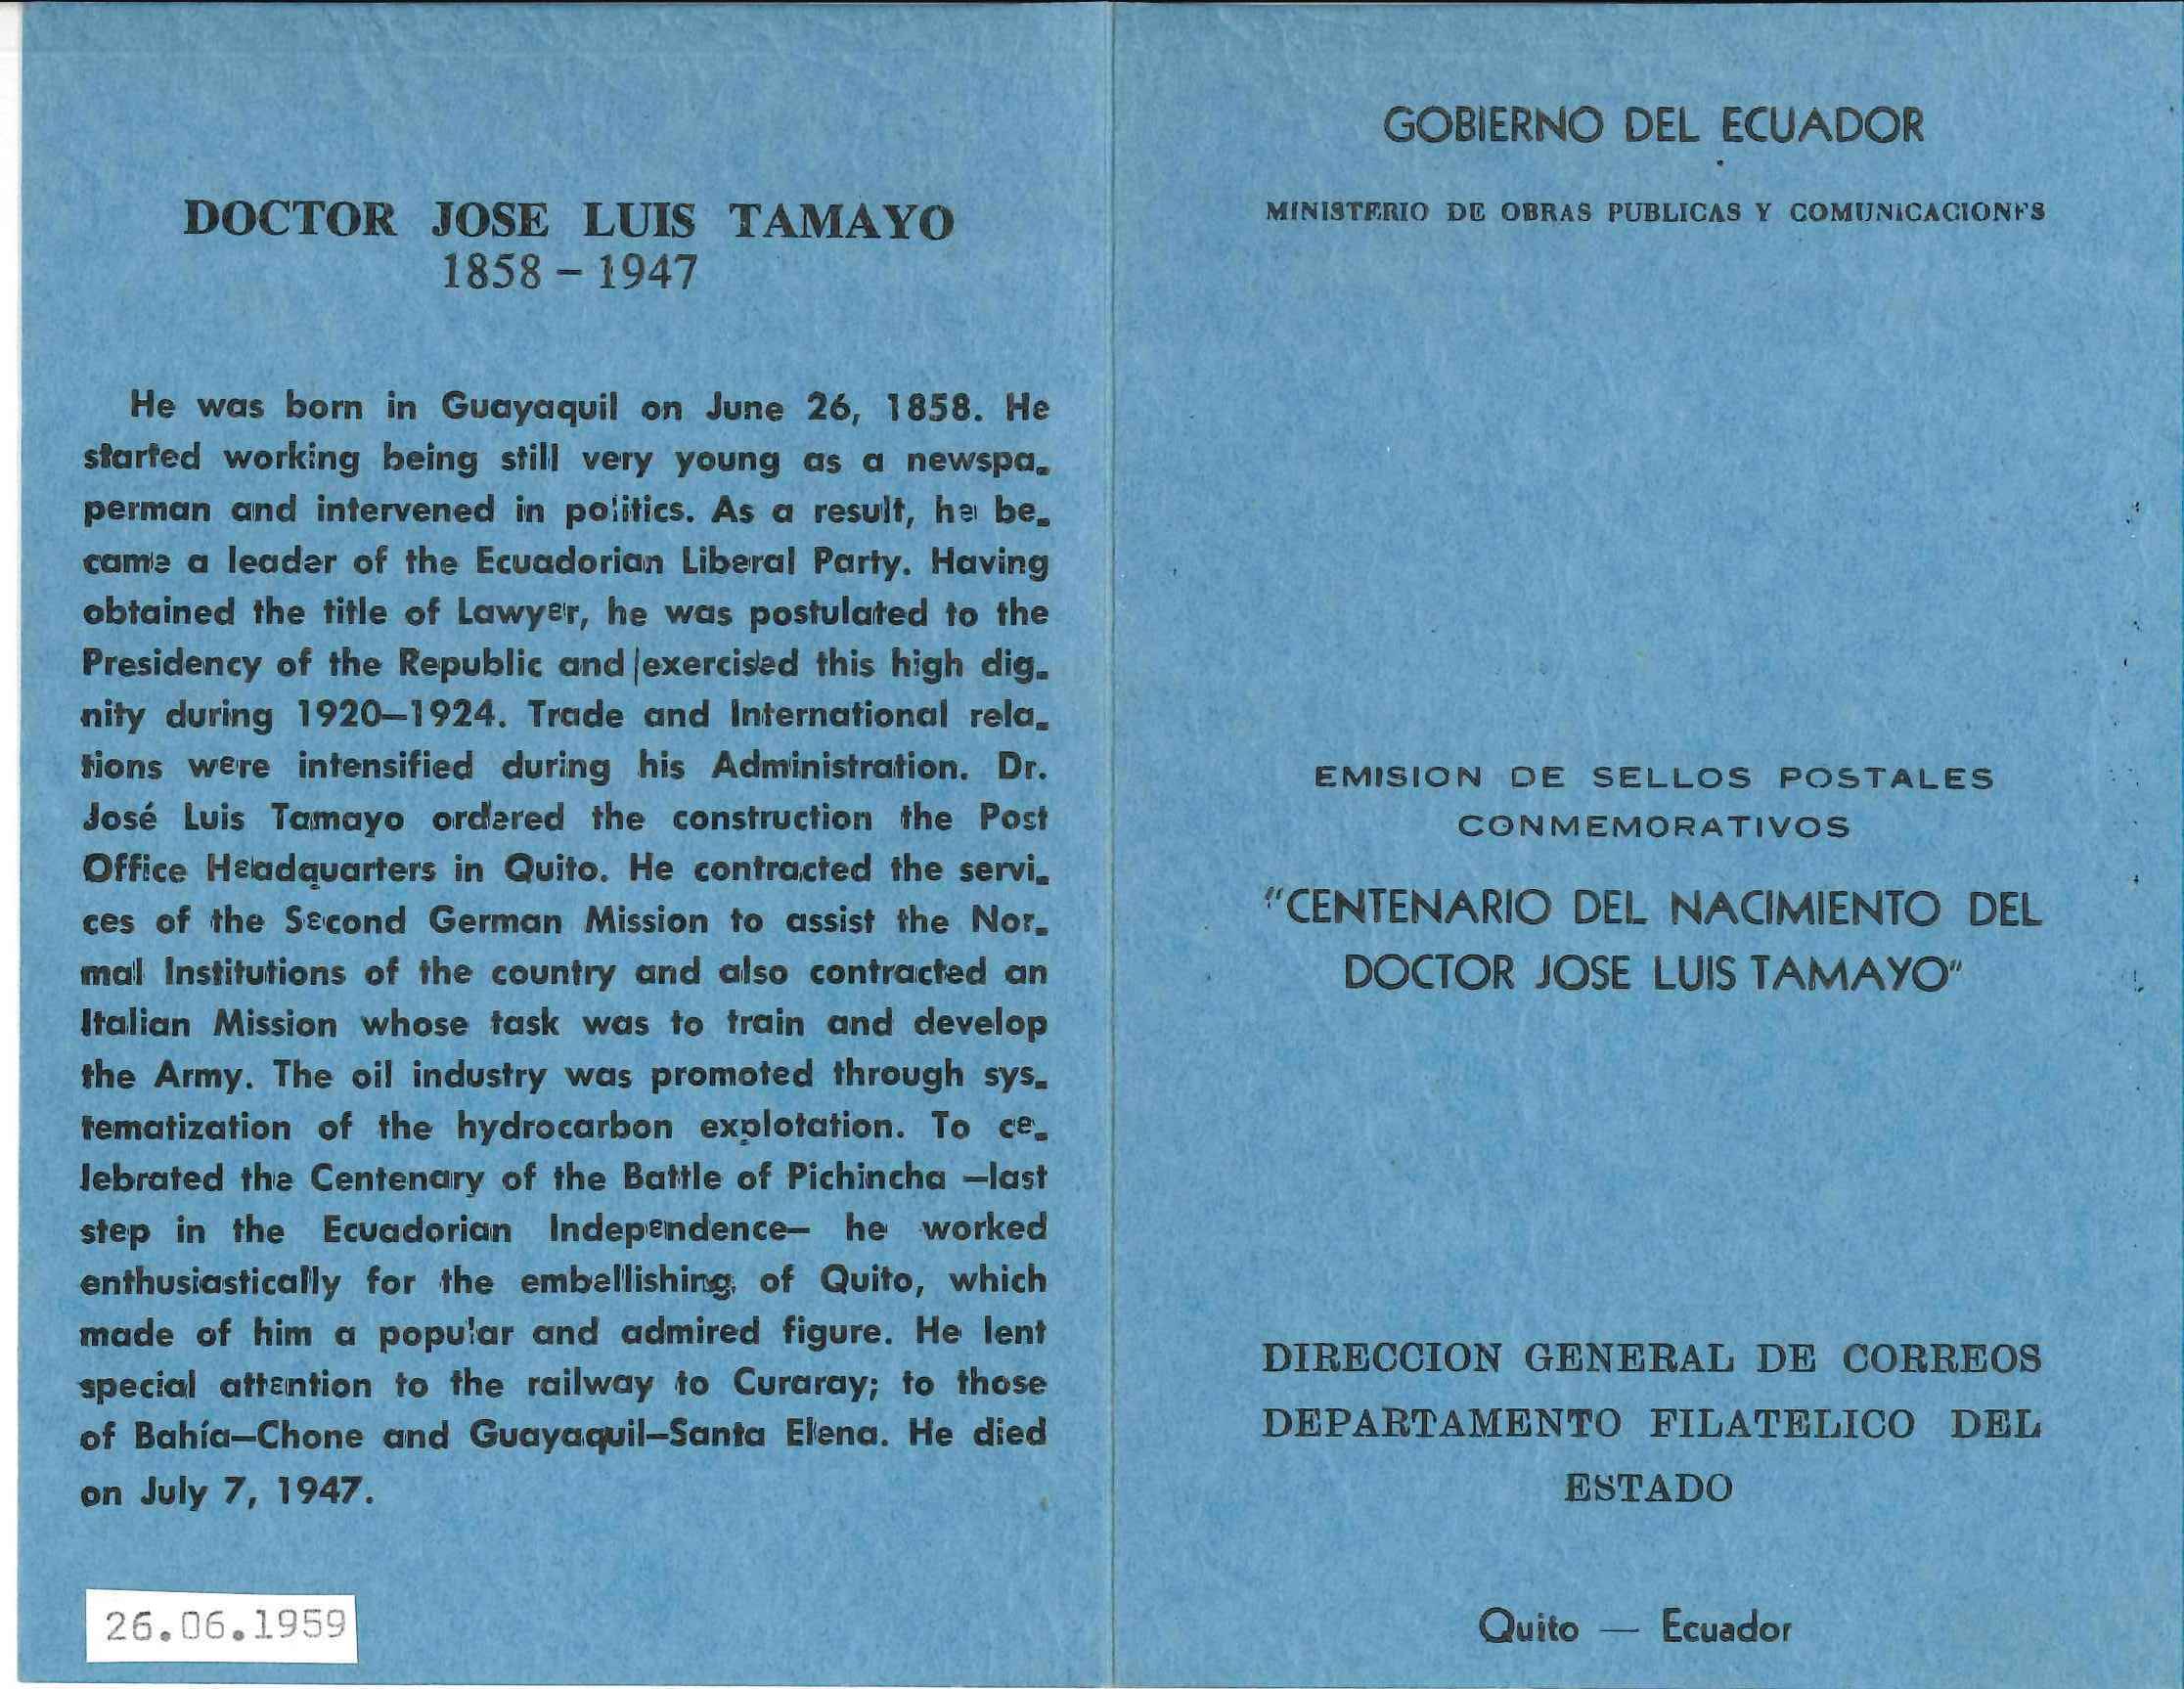 DOCTOR JOSE LUIS TAMAYO
1858 – 1947
He was born in Guayaquil on June 26, 1858. He
started working being still very young as a newspa-
perman and intervened in politics. As a result, he be-
came a leader of the Ecuadorian Liberal Party. Having
obtained the title of Lawyer, he was postulated to the
Presidency of the Republic and exercised this high dig-
nity during 1920–1924. Trade and International rela-
tions were intensified during his Administration. Dr.
José Luis Tamayo ordered the construction the Post
Office Headquarters in Quito. He contracted the servi-
ces of the Second German Mission to assist the Nor-
mal Institutions of the country and also contracted an
Italian Mission whose task was to train and develop
the Army. The oil industry was promoted through sys-
tematization of the hydrocarbon explotation. To ce-
lebrated the Centenary of the Battle of Pichincha —last
step in the Ecuadorian Independence— he worked
enthusiastically for the embellishing of Quito, which
made of him a popular and admired figure. He lent
special attention to the railway to Curaray; to those
of Bahía–Chone and Guayaquil–Santa Elena. He died
on July 7, 1947.
26.06.1959
GOBIERNO DEL ECUADOR
MINISTERIO DE OBRAS PUBLICAS Y COMUNICACIONES
EMISION DE SELLOS POSTALES
CONMEMORATIVOS
"CENTENARIO DEL NACIMIENTO DEL
DOCTOR JOSE LUIS TAMAYO"
DIRECCION GENERAL DE CORREOS
DEPARTAMENTO FILATELICO DEL
ESTADO
Quito — Ecuador